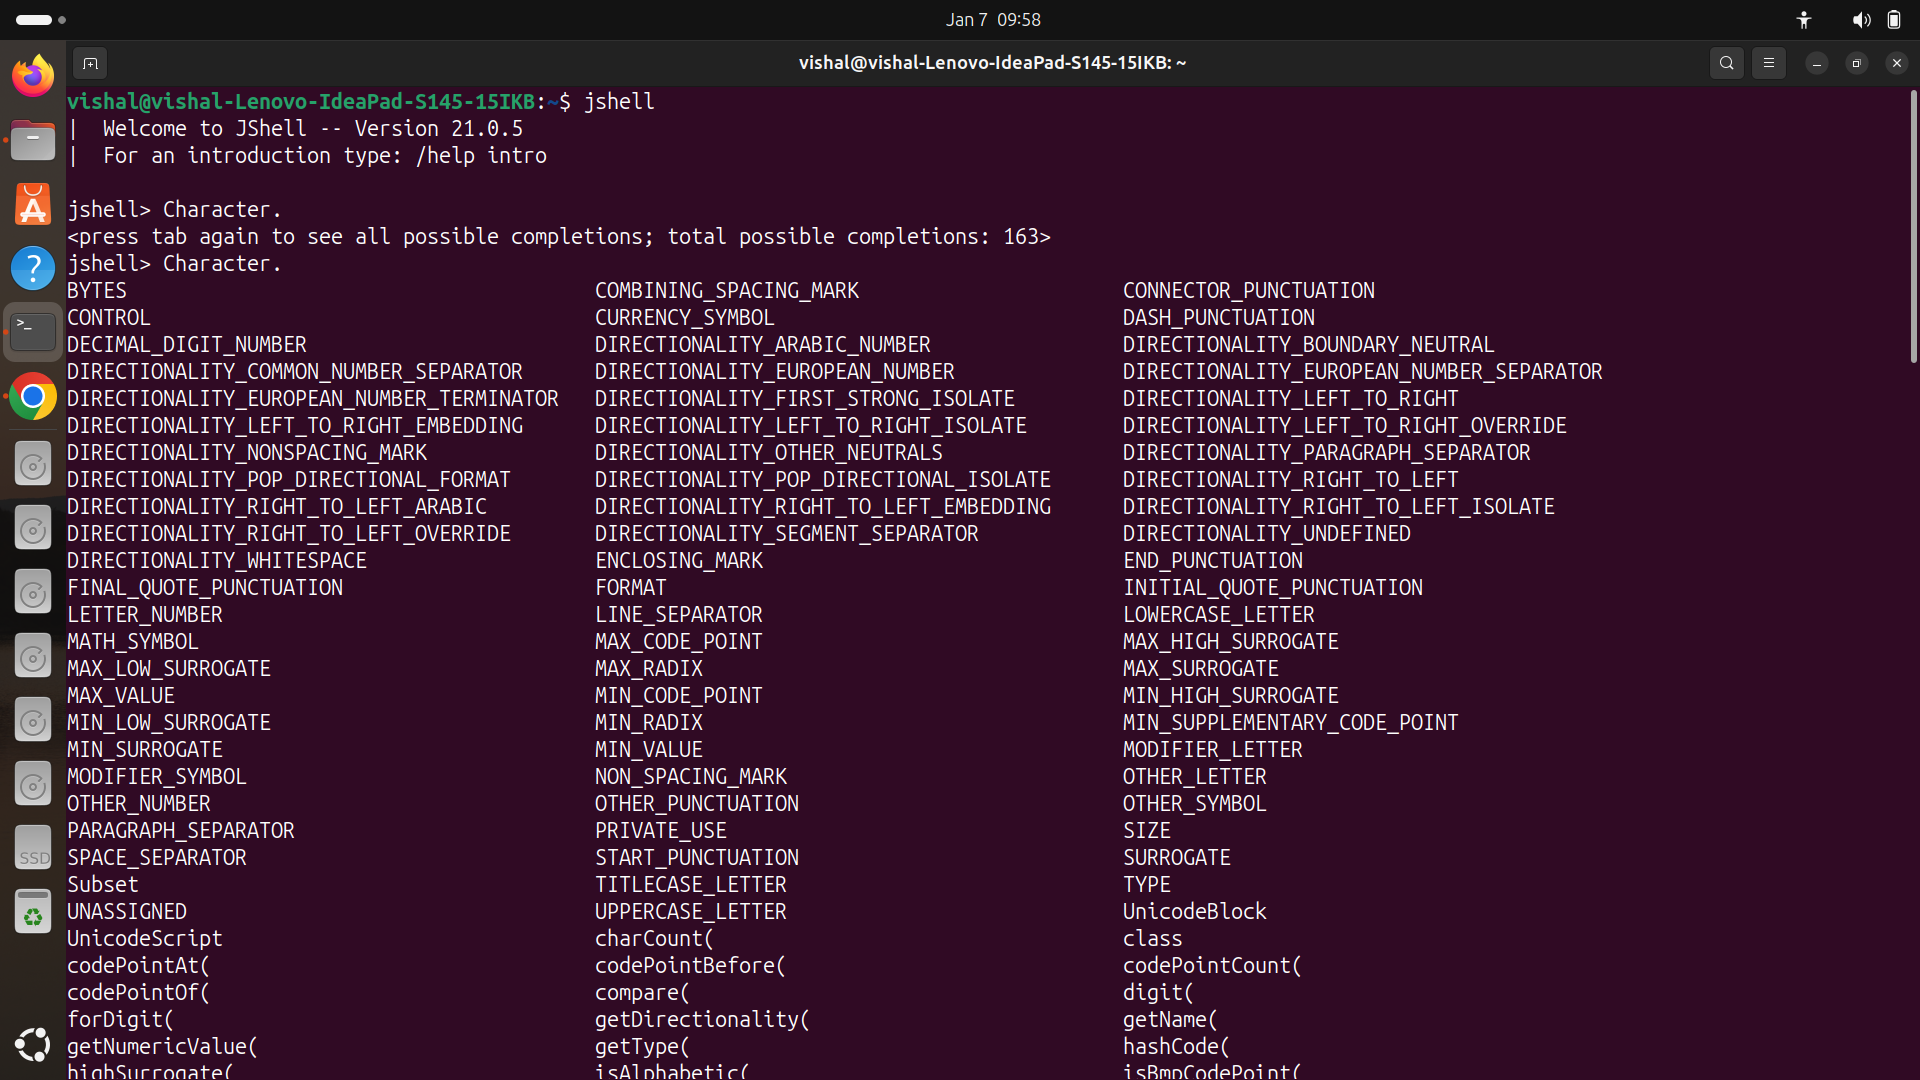 Jan 7 09:58
vishal@vishal-Lenovo-IdeaPad-S145-15IKB: ~
vishal@vishal-Lenovo-IdeaPad-S145-15IKB:~$ jshell
| Welcome to JShell -- Version 21.0.5
| For an introduction type: /help intro
jshell> Character.
<press tab again to see all possible completions; total possible completions: 163>
jshell> Character.
BYTES COMBINING_SPACING_MARK CONNECTOR_PUNCTUATION
CONTROL CURRENCY_SYMBOL DASH_PUNCTUATION
DECIMAL_DIGIT_NUMBER DIRECTIONALITY_ARABIC_NUMBER DIRECTIONALITY_BOUNDARY_NEUTRAL
DIRECTIONALITY_COMMON_NUMBER_SEPARATOR DIRECTIONALITY_EUROPEAN_NUMBER DIRECTIONALITY_EUROPEAN_NUMBER_SEPARATOR
DIRECTIONALITY_EUROPEAN_NUMBER_TERMINATOR DIRECTIONALITY_FIRST_STRONG_ISOLATE DIRECTIONALITY_LEFT_TO_RIGHT
DIRECTIONALITY_LEFT_TO_RIGHT_EMBEDDING DIRECTIONALITY_LEFT_TO_RIGHT_ISOLATE DIRECTIONALITY_LEFT_TO_RIGHT_OVERRIDE
DIRECTIONALITY_NONSPACING_MARK DIRECTIONALITY_OTHER_NEUTRALS DIRECTIONALITY_PARAGRAPH_SEPARATOR
DIRECTIONALITY_POP_DIRECTIONAL_FORMAT DIRECTIONALITY_POP_DIRECTIONAL_ISOLATE DIRECTIONALITY_RIGHT_TO_LEFT
DIRECTIONALITY_RIGHT_TO_LEFT_ARABIC DIRECTIONALITY_RIGHT_TO_LEFT_EMBEDDING DIRECTIONALITY_RIGHT_TO_LEFT_ISOLATE
DIRECTIONALITY_RIGHT_TO_LEFT_OVERRIDE DIRECTIONALITY_SEGMENT_SEPARATOR DIRECTIONALITY_UNDEFINED
DIRECTIONALITY_WHITESPACE ENCLOSING_MARK END_PUNCTUATION
FINAL_QUOTE_PUNCTUATION FORMAT INITIAL_QUOTE_PUNCTUATION
LETTER_NUMBER LINE_SEPARATOR LOWERCASE_LETTER
MATH_SYMBOL MAX_CODE_POINT MAX_HIGH_SURROGATE
MAX_LOW_SURROGATE MAX_RADIX MAX_SURROGATE
MAX_VALUE MIN_CODE_POINT MIN_HIGH_SURROGATE
MIN_LOW_SURROGATE MIN_RADIX MIN_SUPPLEMENTARY_CODE_POINT
MIN_SURROGATE MIN_VALUE MODIFIER_LETTER
MODIFIER_SYMBOL NON_SPACING_MARK OTHER_LETTER
OTHER_NUMBER OTHER_PUNCTUATION OTHER_SYMBOL
PARAGRAPH_SEPARATOR PRIVATE_USE SIZE
SPACE_SEPARATOR START_PUNCTUATION SURROGATE
Subset TITLECASE_LETTER TYPE
UNASSIGNED UPPERCASE_LETTER UnicodeBlock
UnicodeScript charCount( class
codePointAt( codePointBefore( codePointCount(
codePointOf( compare( digit(
forDigit( getDirectionality( getName(
getNumericValue( getType( hashCode(
highSurrogate( isAlphabetic( isBmpCodePoint(
SSD